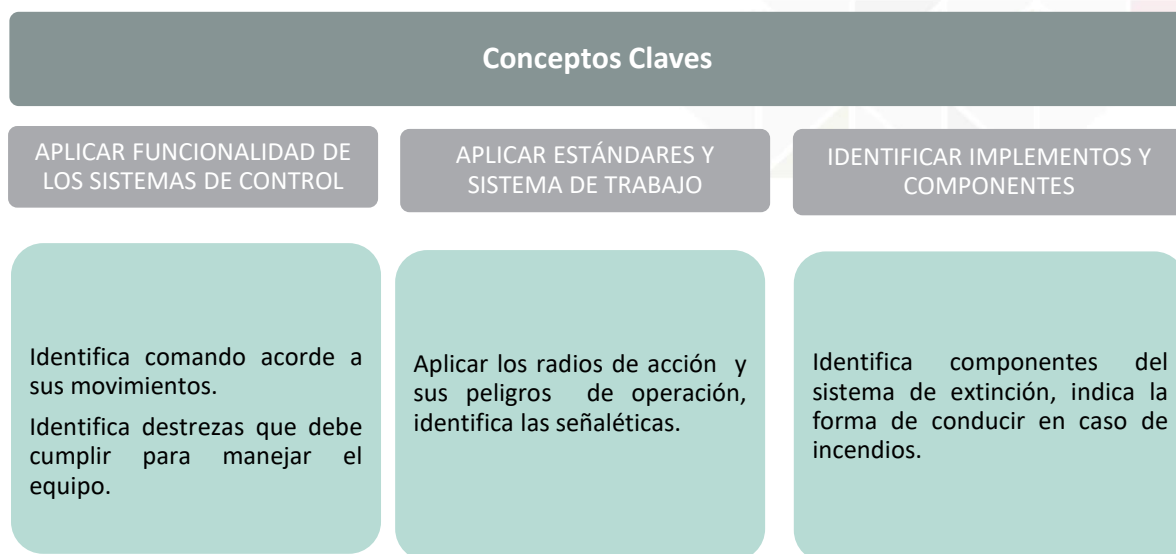 Conceptos Claves
APLICAR FUNCIONALIDAD DE
LOS SISTEMAS DE CONTROL
APLICAR ESTÁNDARES Y
SISTEMA DE TRABAJO
IDENTIFICAR IMPLEMENTOS Y
COMPONENTES
Identifica comando acorde a
sus movimientos.
Identifica destrezas que debe
cumplir para manejar el
equipo.
Aplicar los radios de acción y
sus peligros de operación,
identifica las señaléticas.
Identifica componentes del
sistema de extinción, indica la
forma de conducir en caso de
incendios.